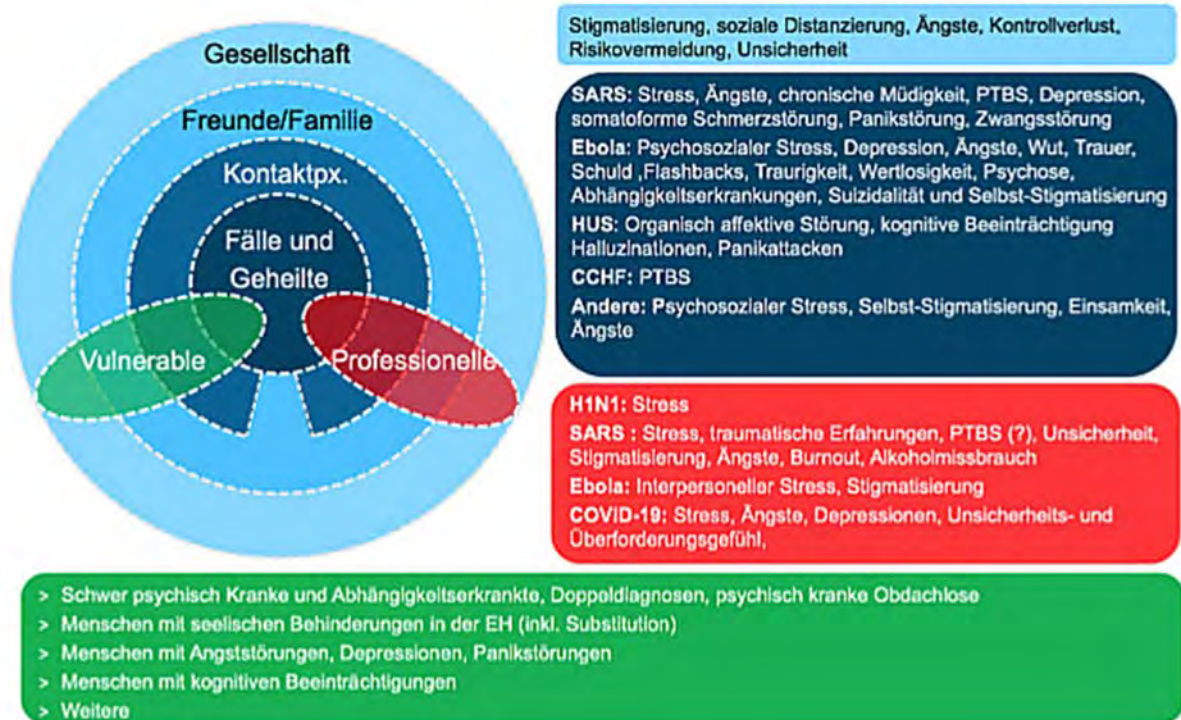 Gesellschaft
Freunde/Familie
Kontaktpx.
Fälle und
Geheilte
Vulnerable
Professionelle
Stigmatisierung, soziale Distanzierung, Ängste, Kontrollverlust,
Risikovermeidung, Unsicherheit
SARS: Stress, Ängste, chronische Müdigkeit, PTBS, Depression,
somatoforme Schmerzstörung, Panikstörung, Zwangsstörung
Ebola: Psychosozialer Stress, Depression, Ängste, Wut, Trauer,
Schuld ,Flashbacks, Traurigkeit, Wertlosigkeit, Psychose,
Abhängigkeitserkrankungen, Suizidalität und Selbst-Stigmatisierung
HUS: Organisch affektive Störung, kognitive Beeinträchtigung
Halluzinationen, Panikattacken
CCHF: PTBS
Andere: Psychosozialer Stress, Selbst-Stigmatisierung, Einsamkeit,
Ängste
H1N1: Stress
SARS : Stress, traumatische Erfahrungen, PTBS (?), Unsicherheit,
Stigmatisierung, Ängste, Burnout, Alkoholmissbrauch
Ebola: Interpersoneller Stress, Stigmatisierung
COVID-19: Stress, Ängste, Depressionen, Unsicherheits- und
Überforderungsgefühl,
> Schwer psychisch Kranke und Abhängigkeitserkrankte, Doppeldiagnosen, psychisch kranke Obdachlose
> Menschen mit seelischen Behinderungen in der EH (inkl. Substitution)
> Menschen mit Angststörungen, Depressionen, Panikstörungen
> Menschen mit kognitiven Beeinträchtigungen
> Weitere